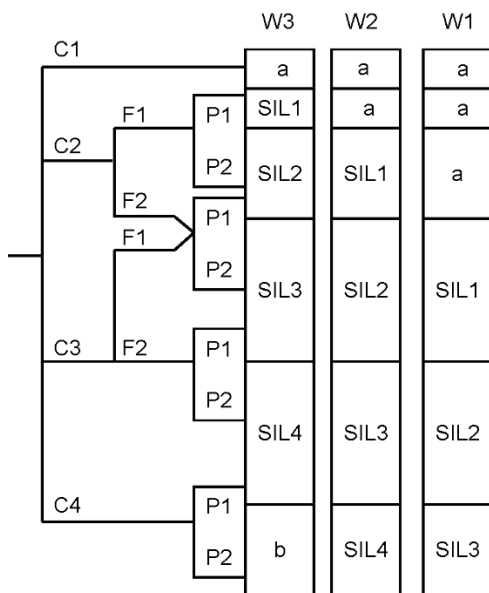 W3 W2 W1
C1 a a a
F1 P1 SIL1 a a
C2 P2 SIL2 SIL1 a
F2 P1
F1 P2 SIL3 SIL2 SIL1
C3 F2 P1
P2 SIL4 SIL3 SIL2
C4 P1
P2 b SIL4 SIL3